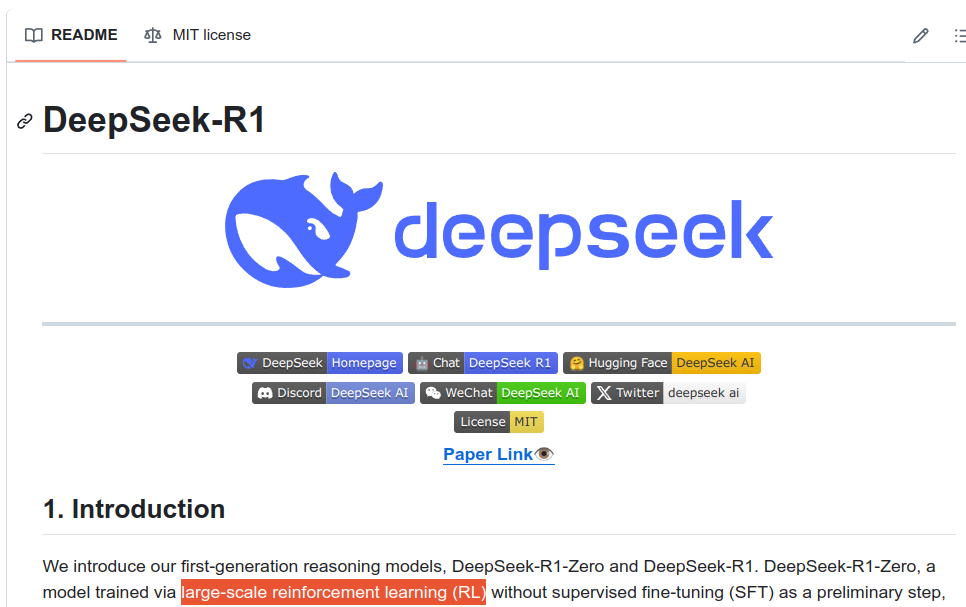 README MIT license
DeepSeek-R1
deepseek
DeepSeek Homepage Chat DeepSeek R1 Hugging Face DeepSeek AI
Discord DeepSeek AI WeChat DeepSeek AI Twitter deepseek ai
License MIT
Paper Link👁️
1. Introduction
We introduce our first-generation reasoning models, DeepSeek-R1-Zero and DeepSeek-R1. DeepSeek-R1-Zero, a
model trained via large-scale reinforcement learning (RL) without supervised fine-tuning (SFT) as a preliminary step,